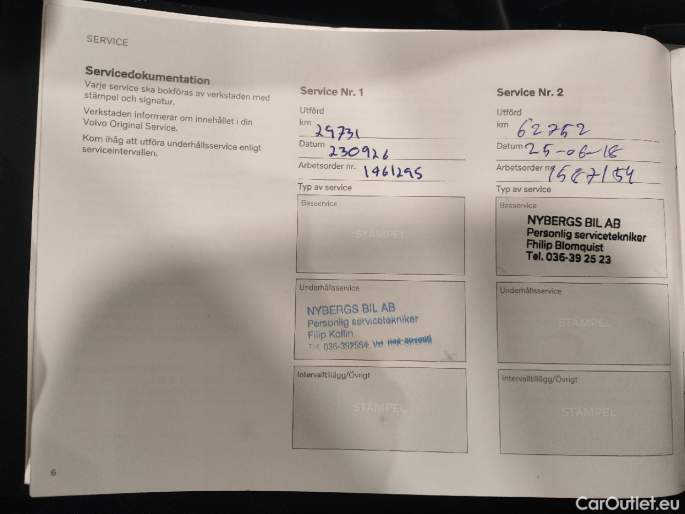 SERVICE
Servicedokumentation
Varje service ska bokföras av verkstaden med
stämpel och signatur.
Verkstaden informerar om innehållet i din
Volvo Original Service.
Kom ihåg att utföra underhållsservice enligt
serviceintervallen.
Service Nr. 1
Utförd
km 29731
Datum 230926
Arbetsorder nr. 1461295
Typ av service
Basservice
STÄMPEL
Underhållsservice
NYBERGS BIL AB
Personlig servicetekniker
Filip Kollin
Tel. 036-392564
Intervalltillägg/Övrigt
STÄMPEL
Service Nr. 2
Utförd
km 62752
Datum 25-06-18
Arbetsorder nr.
Typ av service
Basservice
NYBERGS BIL AB
Personlig servicetekniker
Fhilip Blomquist
Tel. 036-39 25 23
Underhållsservice
STÄMPEL
Intervalltillägg/Övrigt
STÄMPEL
6
CarOutlet.eu